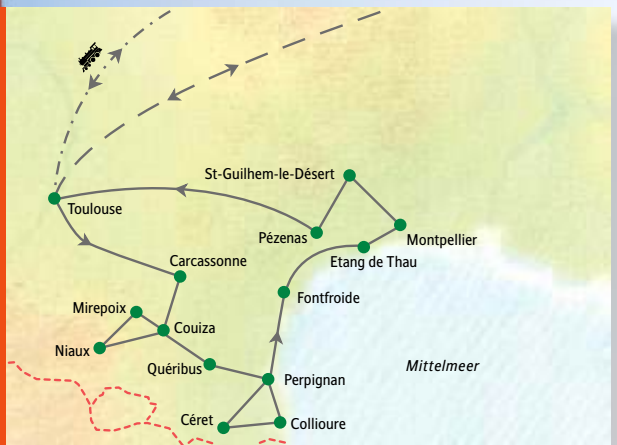 St-Guilhem-le-Désert
Toulouse
Pézenas
Montpellier
Etang de Thau
Carcassonne
Fontfroide
Mirepoix
Couiza
Niaux
Quéribus
Mittelmeer
Perpignan
Céret
Collioure